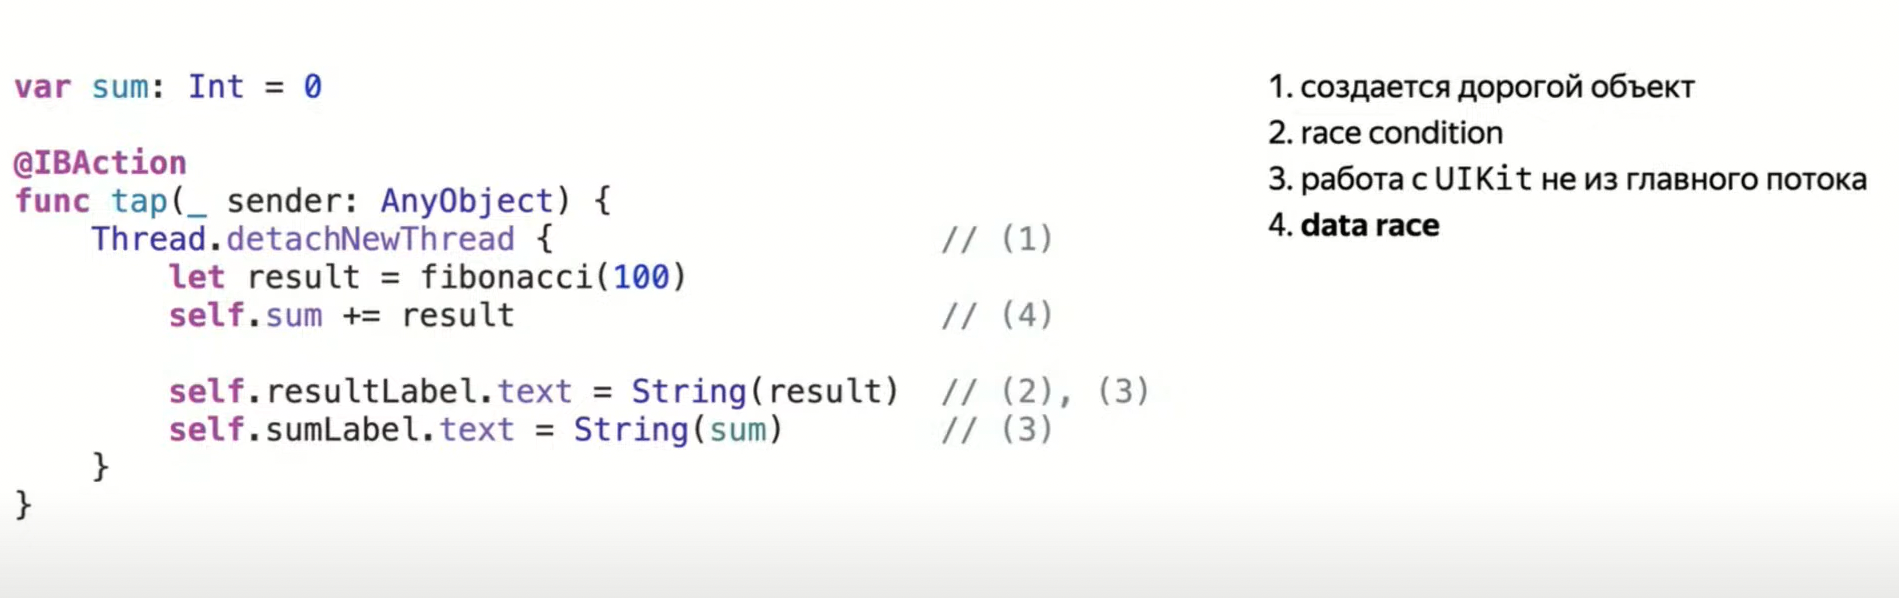 var sum: Int = 0
@IBAction
func tap(_ sender: AnyObject) {
    Thread.detachNewThread {                    // (1)
        let result = fibonacci(100)
        self.sum += result                      // (4)
        self.resultLabel.text = String(result)  // (2), (3)
        self.sumLabel.text = String(sum)        // (3)
    }
}
1. создается дорогой объект
2. race condition
3. работа с UIKit не из главного потока
4. data race